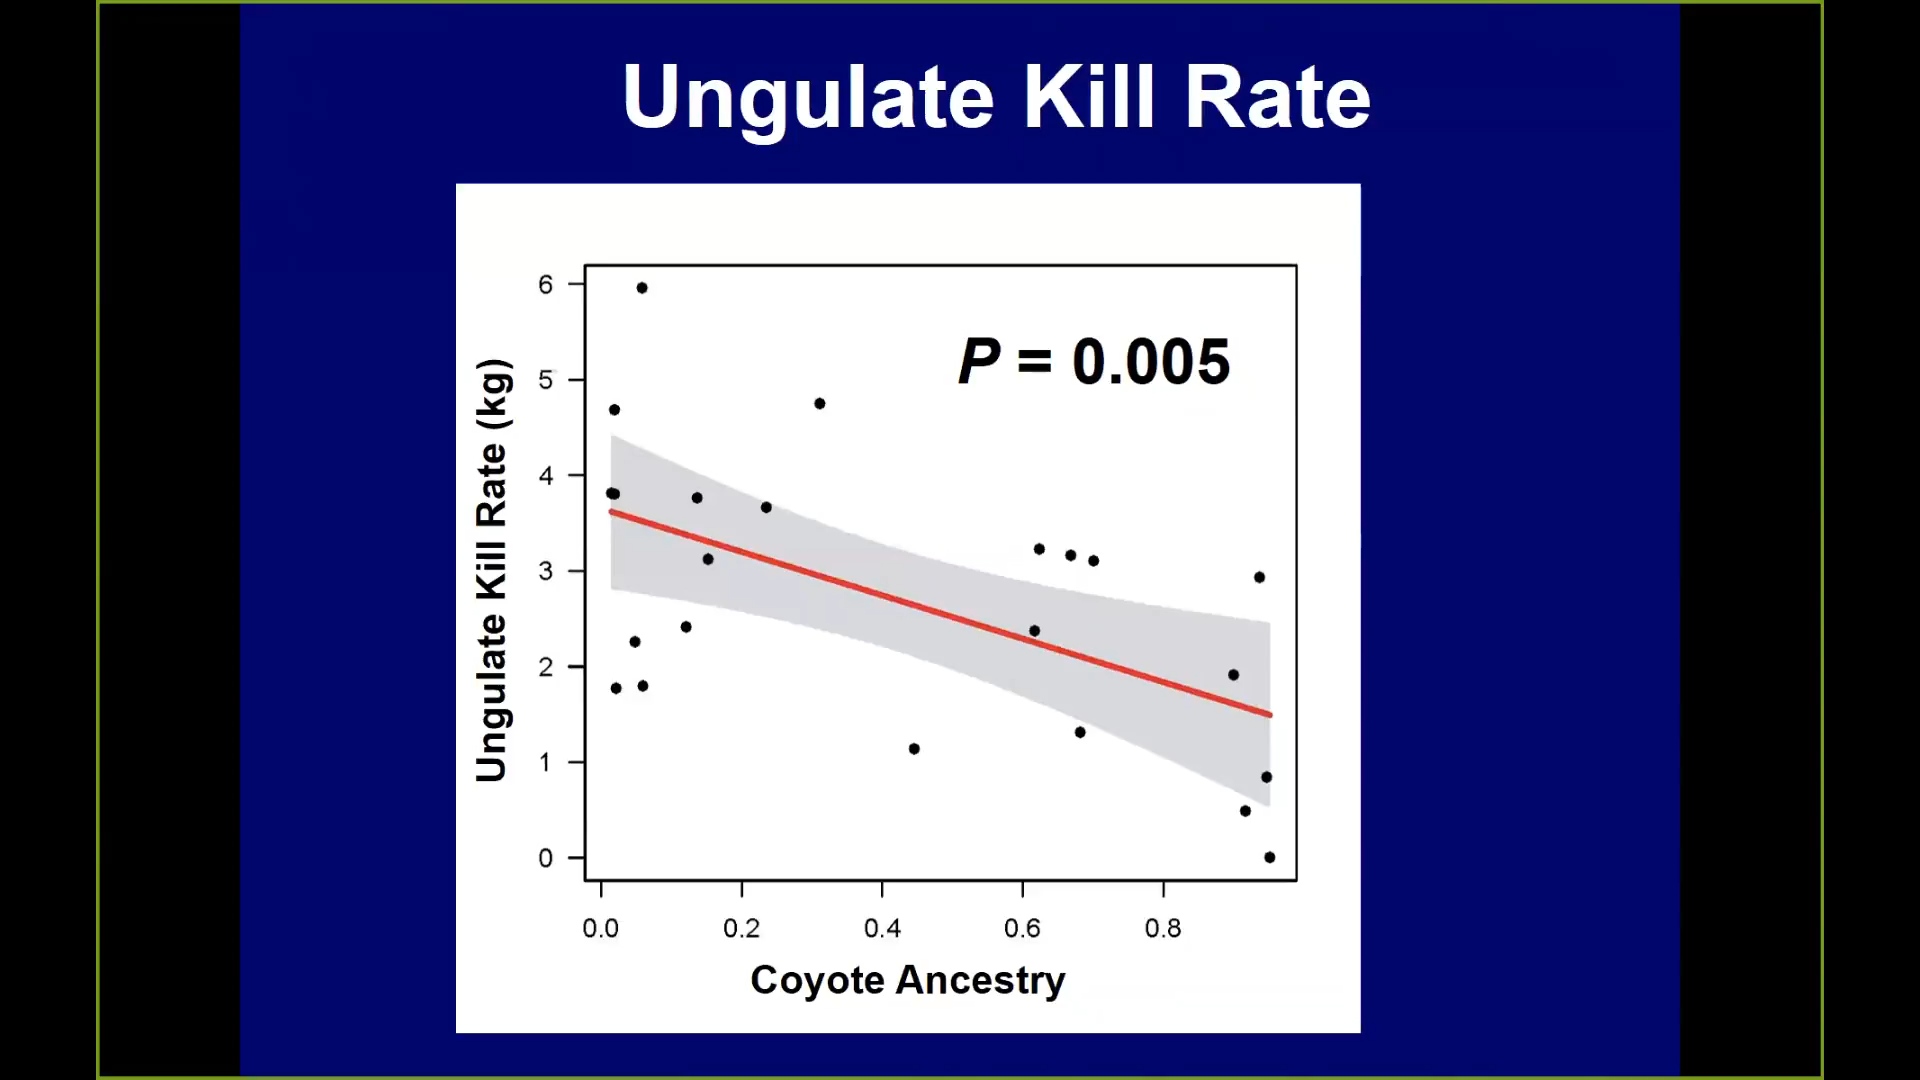 Ungulate Kill Rate
P = 0.005
Ungulate Kill Rate (kg)
6
5
4
3
2
1
0
0.0 0.2 0.4 0.6 0.8
Coyote Ancestry